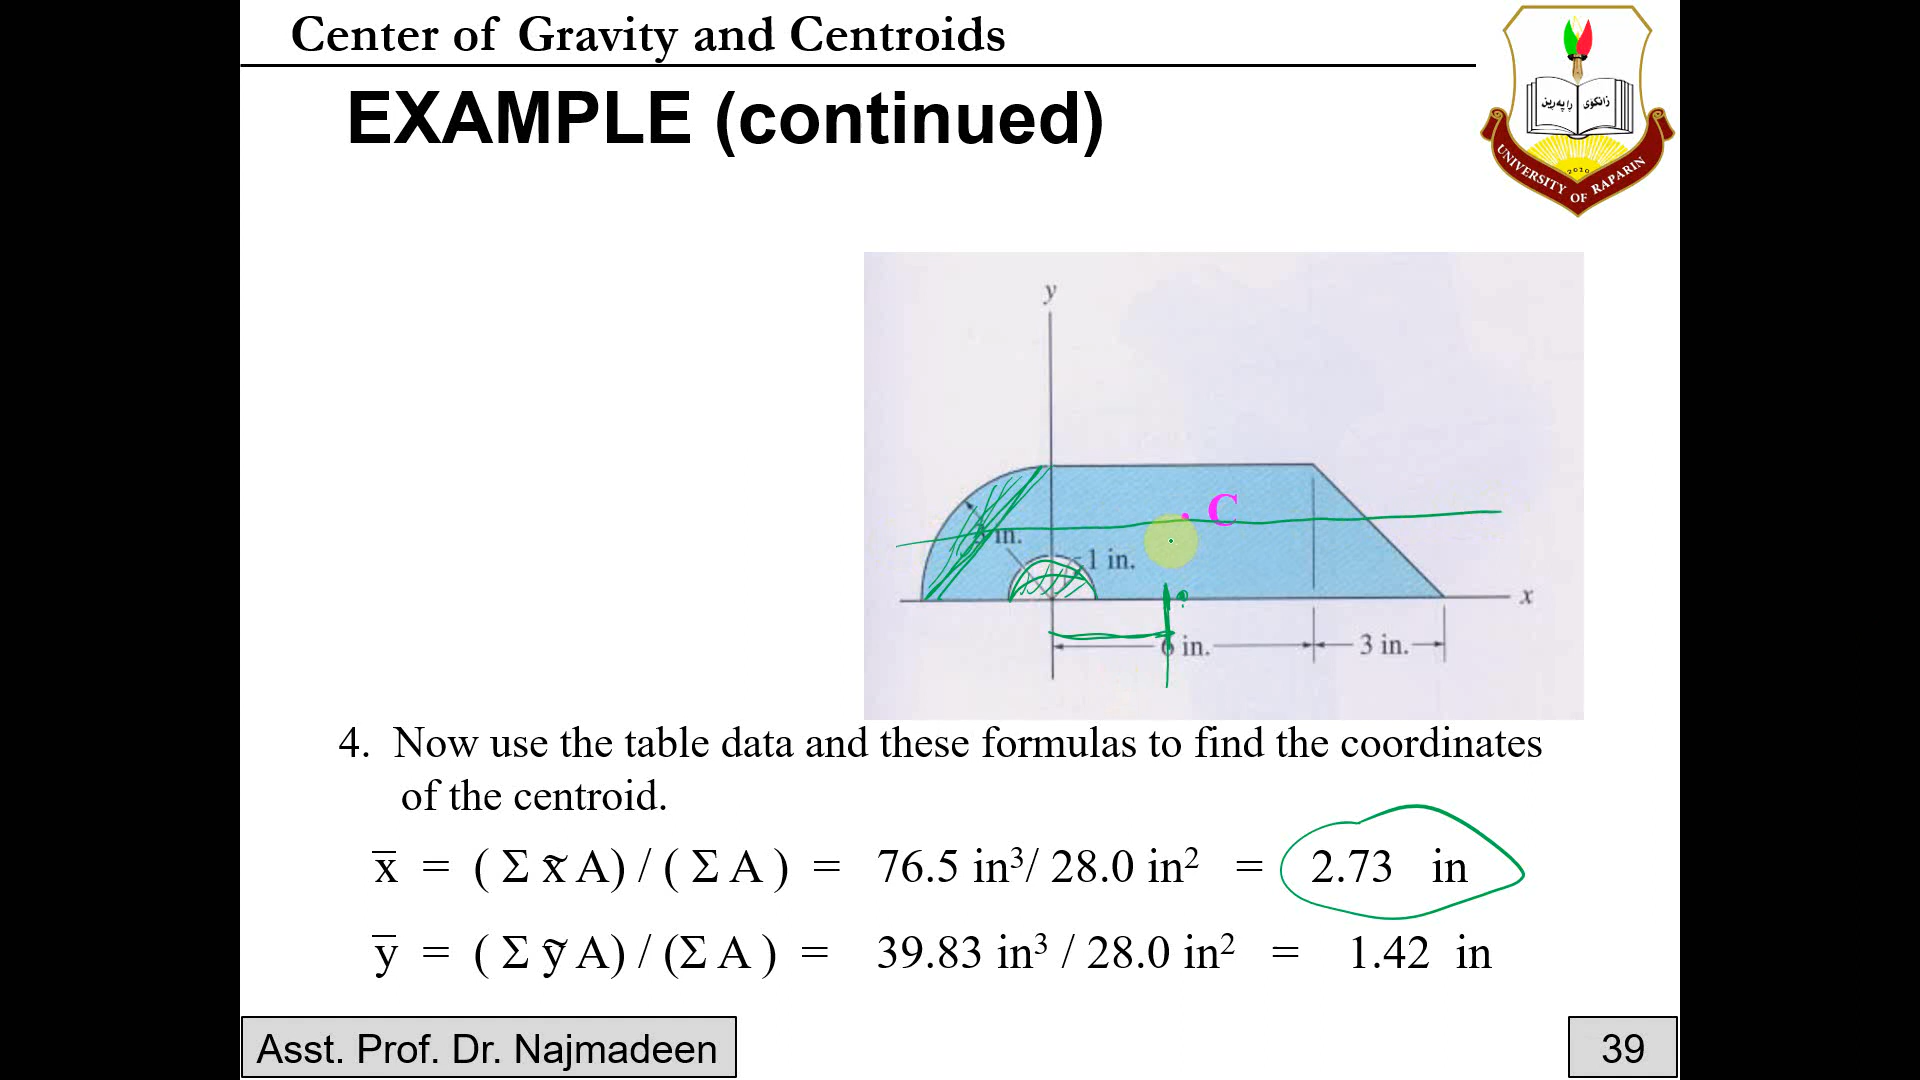 Center of Gravity and Centroids
EXAMPLE (continued)
زانكۆی ڕاپەڕین
UNIVERSITY OF RAPARIN
2010
y
C
3 in.
1 in.
x
6 in.
3 in.
4. Now use the table data and these formulas to find the coordinates
of the centroid.
x̅ = ( Σ x̃ A) / ( Σ A ) = 76.5 in³/ 28.0 in² = 2.73 in
y̅ = ( Σ ỹ A) / (Σ A ) = 39.83 in³ / 28.0 in² = 1.42 in
Asst. Prof. Dr. Najmadeen
39